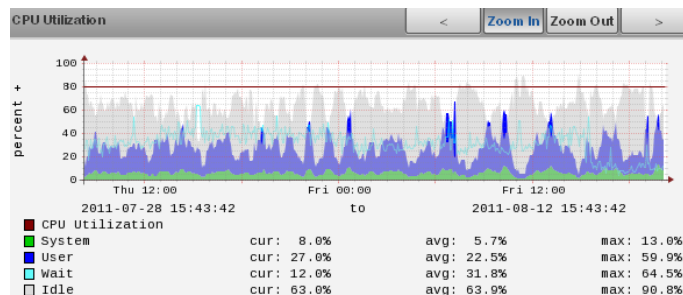 CPU Utilization < Zoom In Zoom Out >
100
80
60
40
20
0
percent +
Thu 12:00 Fri 00:00 Fri 12:00
2011-07-28 15:43:42 to 2011-08-12 15:43:42
CPU Utilization
System cur: 8.0% avg: 5.7% max: 13.0%
User cur: 27.0% avg: 22.5% max: 59.9%
Wait cur: 12.0% avg: 31.8% max: 64.5%
Idle cur: 63.0% avg: 63.9% max: 90.8%